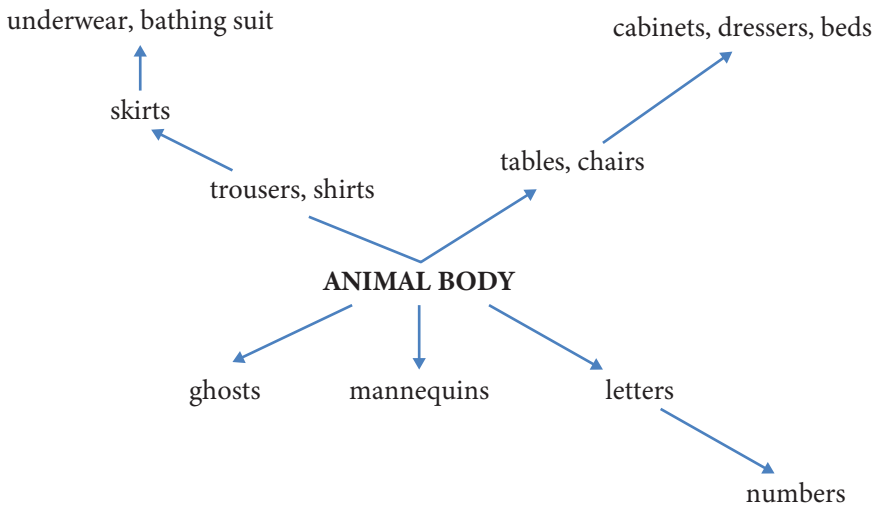 underwear, bathing suit
cabinets, dressers, beds
skirts
tables, chairs
trousers, shirts
ANIMAL BODY
ghosts
mannequins
letters
numbers